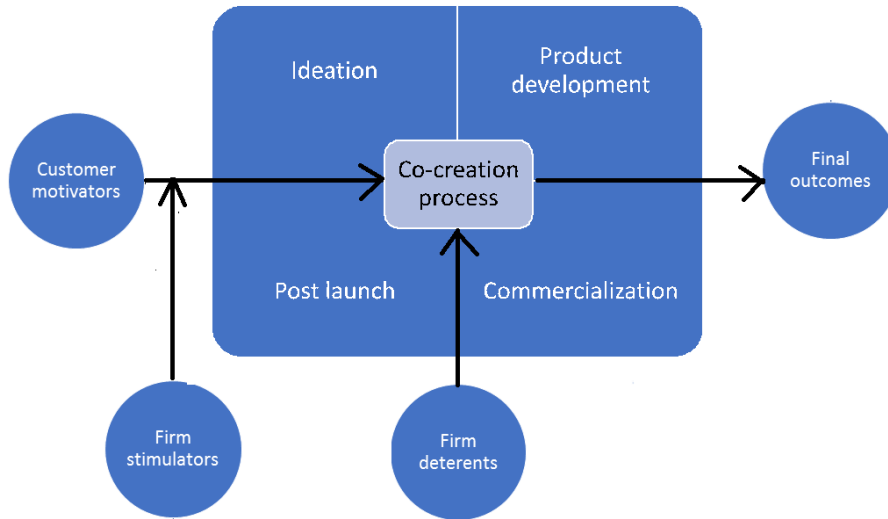 Ideation
Product
development
Customer
motivators
Co-creation
process
Final
outcomes
Post launch
Commercialization
Firm
stimulators
Firm
deterents